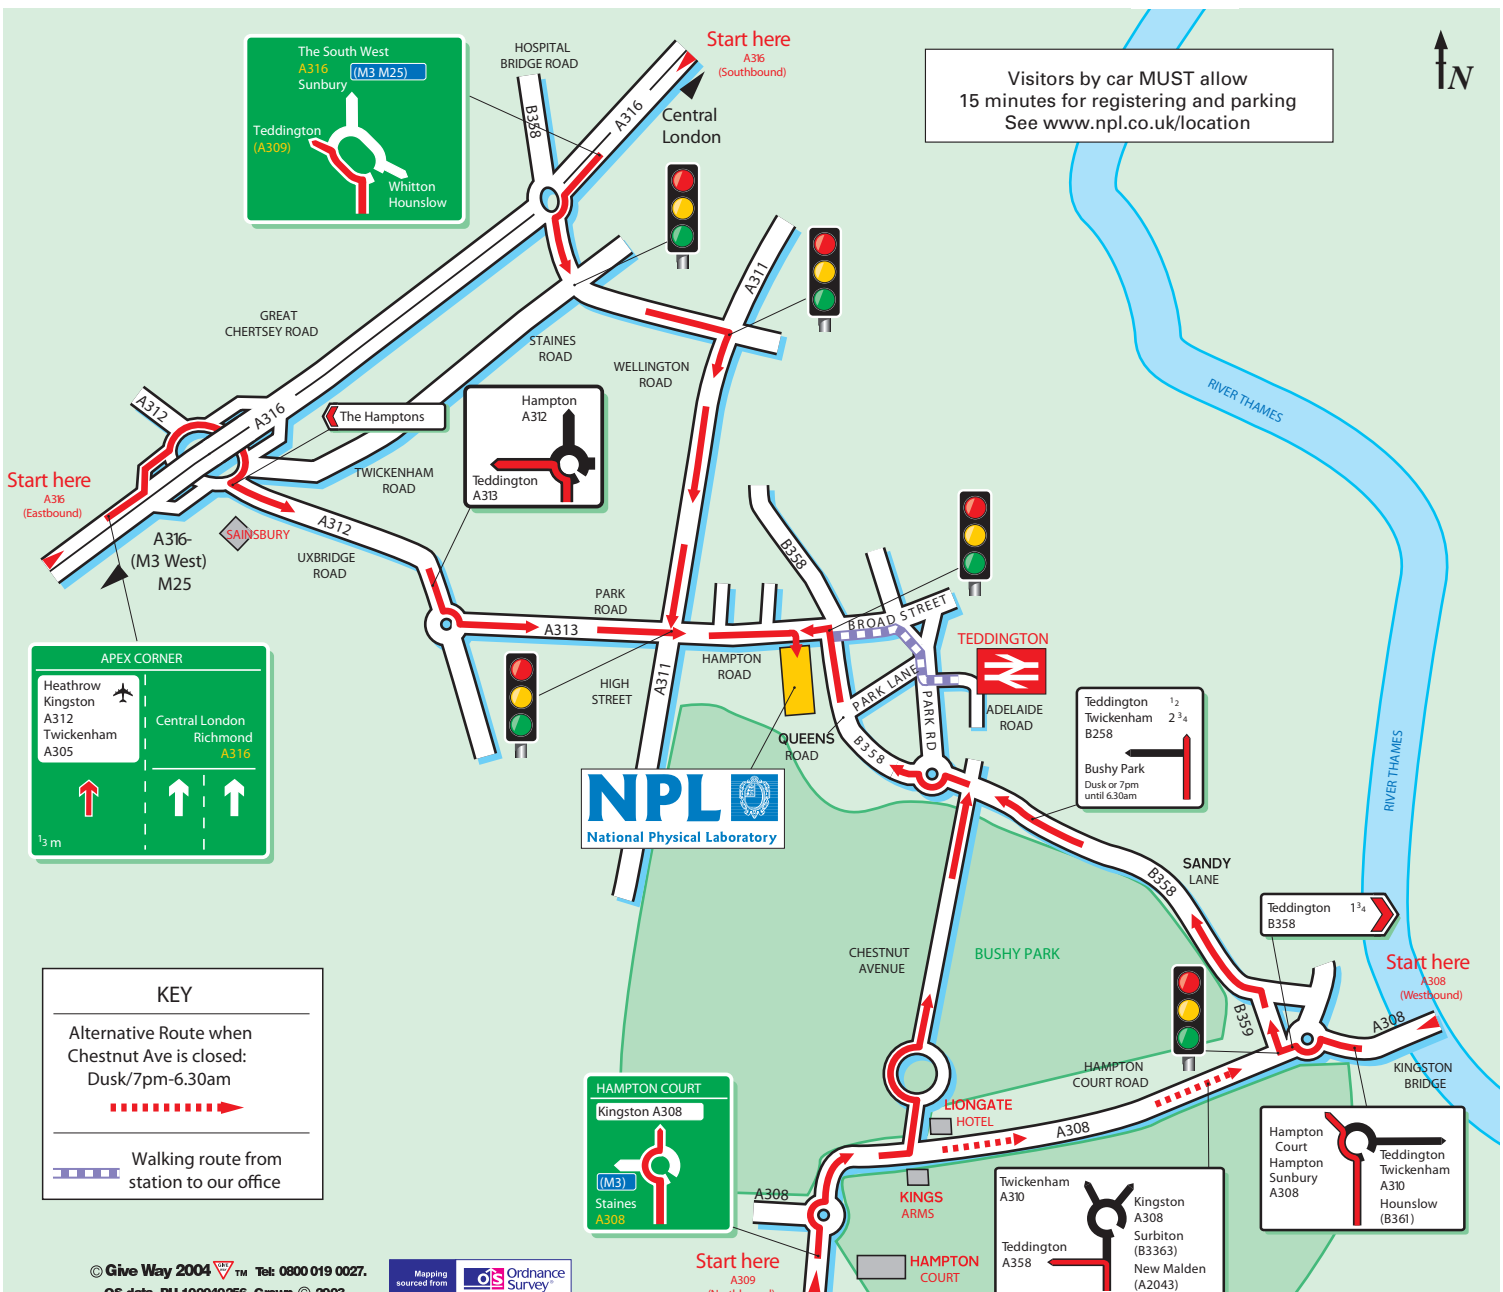 The South West
A316 (M3 M25)
Sunbury
Teddington
(A309)
Whitton
Hounslow
HOSPITAL
BRIDGE ROAD
B358
A316
Start here
A316
(Southbound)
Central
London
Visitors by car MUST allow
15 minutes for registering and parking
See www.npl.co.uk/location
N
A311
GREAT
CHERTSEY ROAD
STAINES
ROAD
WELLINGTON
ROAD
RIVER THAMES
A312
A316
The Hamptons
Hampton
A312
Teddington
A313
TWICKENHAM
ROAD
Start here
A316
(Eastbound)
SAINSBURY
A312
A316-
(M3 West)
M25
UXBRIDGE
ROAD
B358
PARK
ROAD
A313
BROAD STREET
TEDDINGTON
HAMPTON
ROAD
HIGH
STREET
A311
PARK LANE
PARK RD
ADELAIDE
ROAD
QUEENS
ROAD
B358
APEX CORNER
Heathrow
Kingston
A312
Twickenham
A305
Central London
Richmond
A316
13 m
Teddington 12
Twickenham 2 34
B258
Bushy Park
Dusk or 7pm
until 6.30am
RIVER THAMES
NPL
National Physical Laboratory
SANDY
LANE
B358
Teddington 134
B358
CHESTNUT
AVENUE
BUSHY PARK
Start here
A308
(Westbound)
A308
B359
KINGSTON
BRIDGE
KEY
Alternative Route when
Chestnut Ave is closed:
Dusk/7pm-6.30am
Walking route from
station to our office
HAMPTON
COURT ROAD
HAMPTON COURT
Kingston A308
(M3)
Staines
A308
LIONGATE
HOTEL
A308
KINGS
ARMS
A308
Hampton
Court
Hampton
Sunbury
A308
Teddington
Twickenham
A310
Hounslow
(B361)
Twickenham
A310
Teddington
A358
Kingston
A308
Surbiton
(B3363)
New Malden
(A2043)
HAMPTON
COURT
Start here
A309
© Give Way 2004 GIVE WAY TM Tel: 0800 019 0027.
Mapping
sourced from
OS Ordnance
Survey®